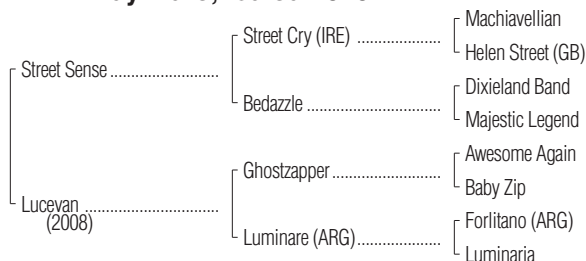 Street Sense
Lucevan
(2008)
Street Cry (IRE)
Bedazzle
Ghostzapper
Luminare (ARG)
Machiavellian
Helen Street (GB)
Dixieland Band
Majestic Legend
Awesome Again
Baby Zip
Forlitano (ARG)
Luminaria